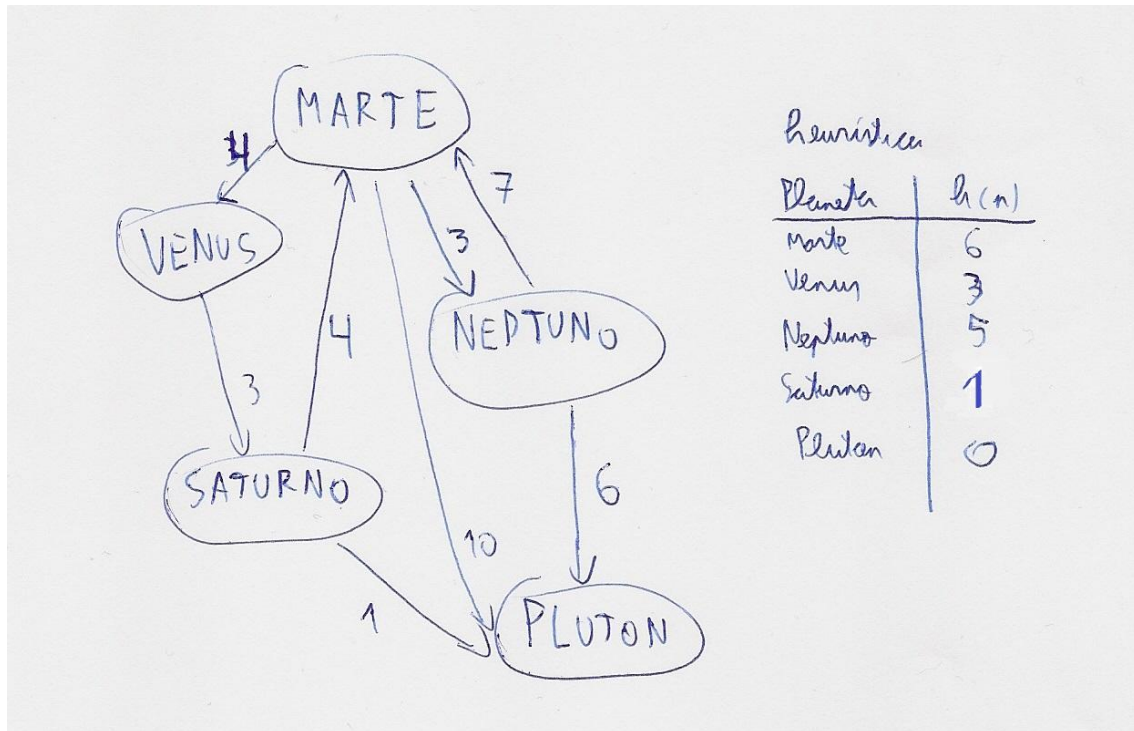 MARTE
4
7
VENUS
3
NEPTUNO
4
3
SATURNO
6
10
1
PLUTON
heurística
Planeta h(n)
Marte 6
Venus 3
Neptuno 5
Saturno 1
Pluton 0